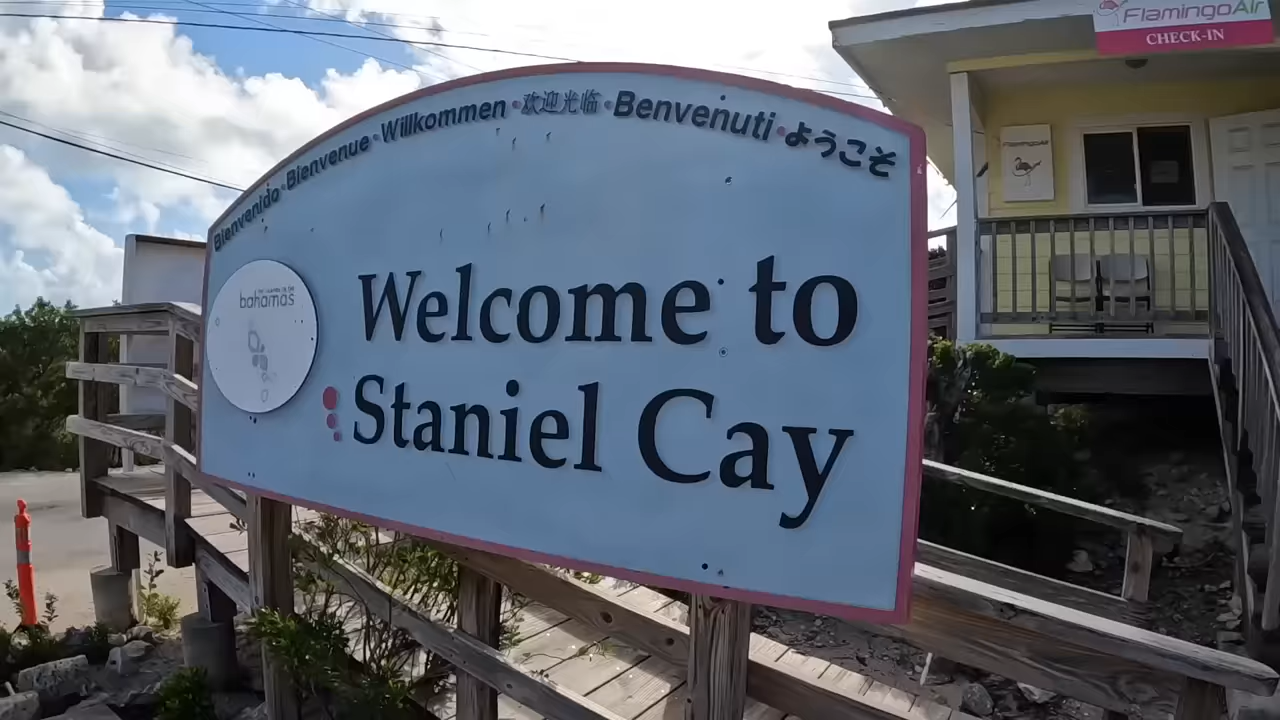 Bienvenido • Bienvenue • Willkommen • 欢迎光临 • Benvenuti • ようこそ
bahamas
Welcome to
Staniel Cay
FlamingoAir
CHECK-IN
FlamingoAir